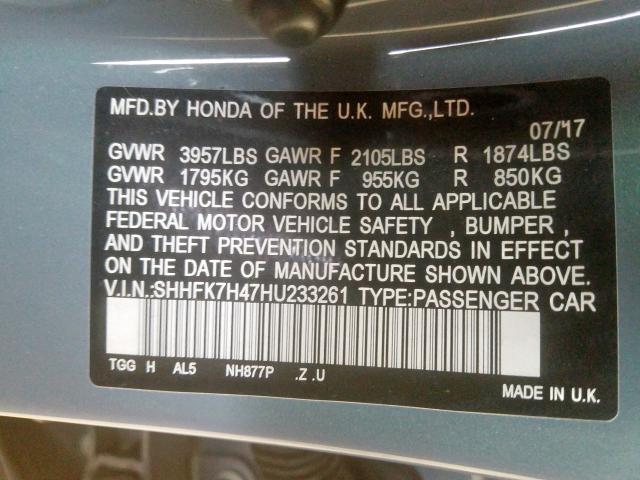 MFD.BY HONDA OF THE U.K. MFG.,LTD.
07/17
GVWR 3957LBS GAWR F 2105LBS R 1874LBS
GVWR 1795KG GAWR F 955KG R 850KG
THIS VEHICLE CONFORMS TO ALL APPLICABLE
FEDERAL MOTOR VEHICLE SAFETY , BUMPER ,
AND THEFT PREVENTION STANDARDS IN EFFECT
ON THE DATE OF MANUFACTURE SHOWN ABOVE.
V.I.N.:SHHFK7H47HU233261 TYPE:PASSENGER CAR
TGG H AL5 NH877P .Z .U
MADE IN U.K.